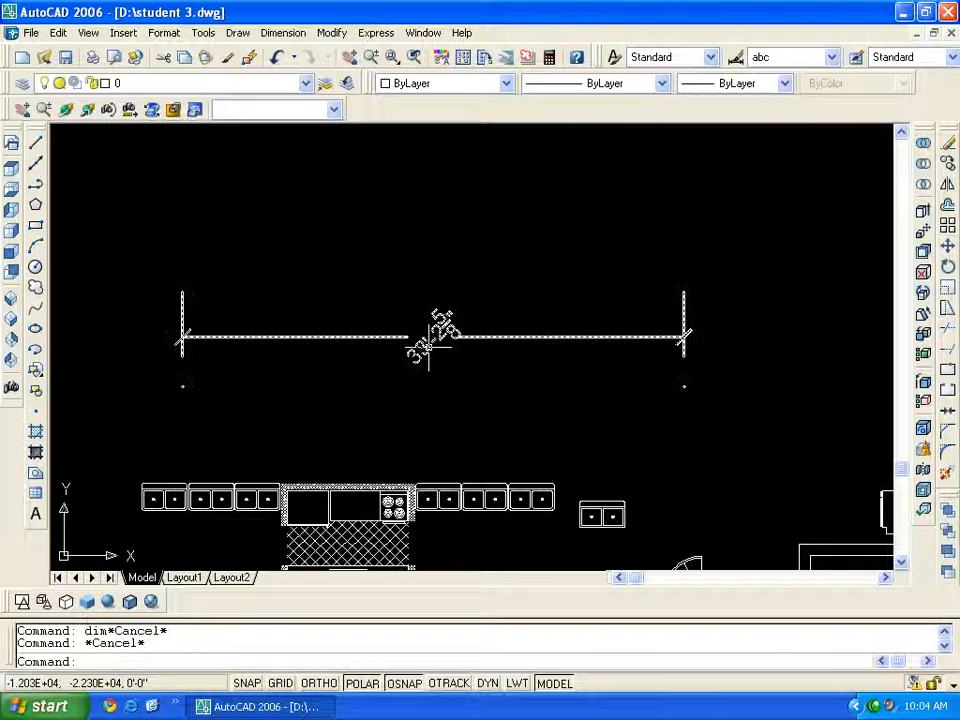 AutoCAD 2006 - [D:\student 3.dwg]
File Edit View Insert Format Tools Draw Dimension Modify Express Window Help
Standard abc Standard
0 ByLayer ByLayer ByLayer ByColor
Y
X
A
Model Layout1 Layout2
Command: dim*Cancel*
Command: *Cancel*
Command:
-1.203E+04, -2.230E+04, 0'-0" SNAP GRID ORTHO POLAR OSNAP OTRACK DYN LWT MODEL
start AutoCAD 2006 - [D:\... 10:04 AM